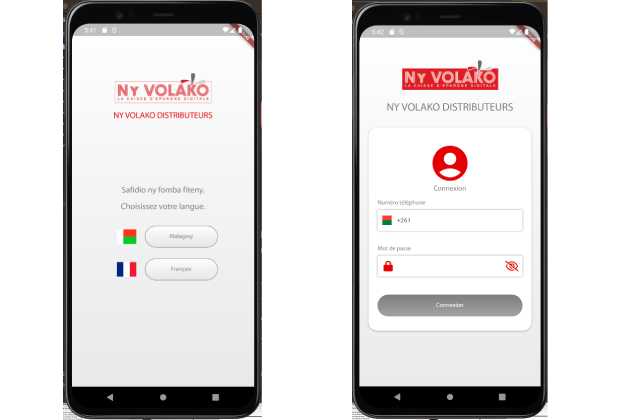 5:41
NY VOLAKO
LA CAISSE D'EPARGNE DIGITALE
NY VOLAKO DISTRIBUTEURS
Safidio ny fomba fiteny.
Choisissez votre langue.
Malagasy
Français
5:42
NY VOLAKO
LA CAISSE D'EPARGNE DIGITALE
NY VOLAKO DISTRIBUTEURS
Connexion
Numéro téléphone
+261
Mot de passe
Connexion